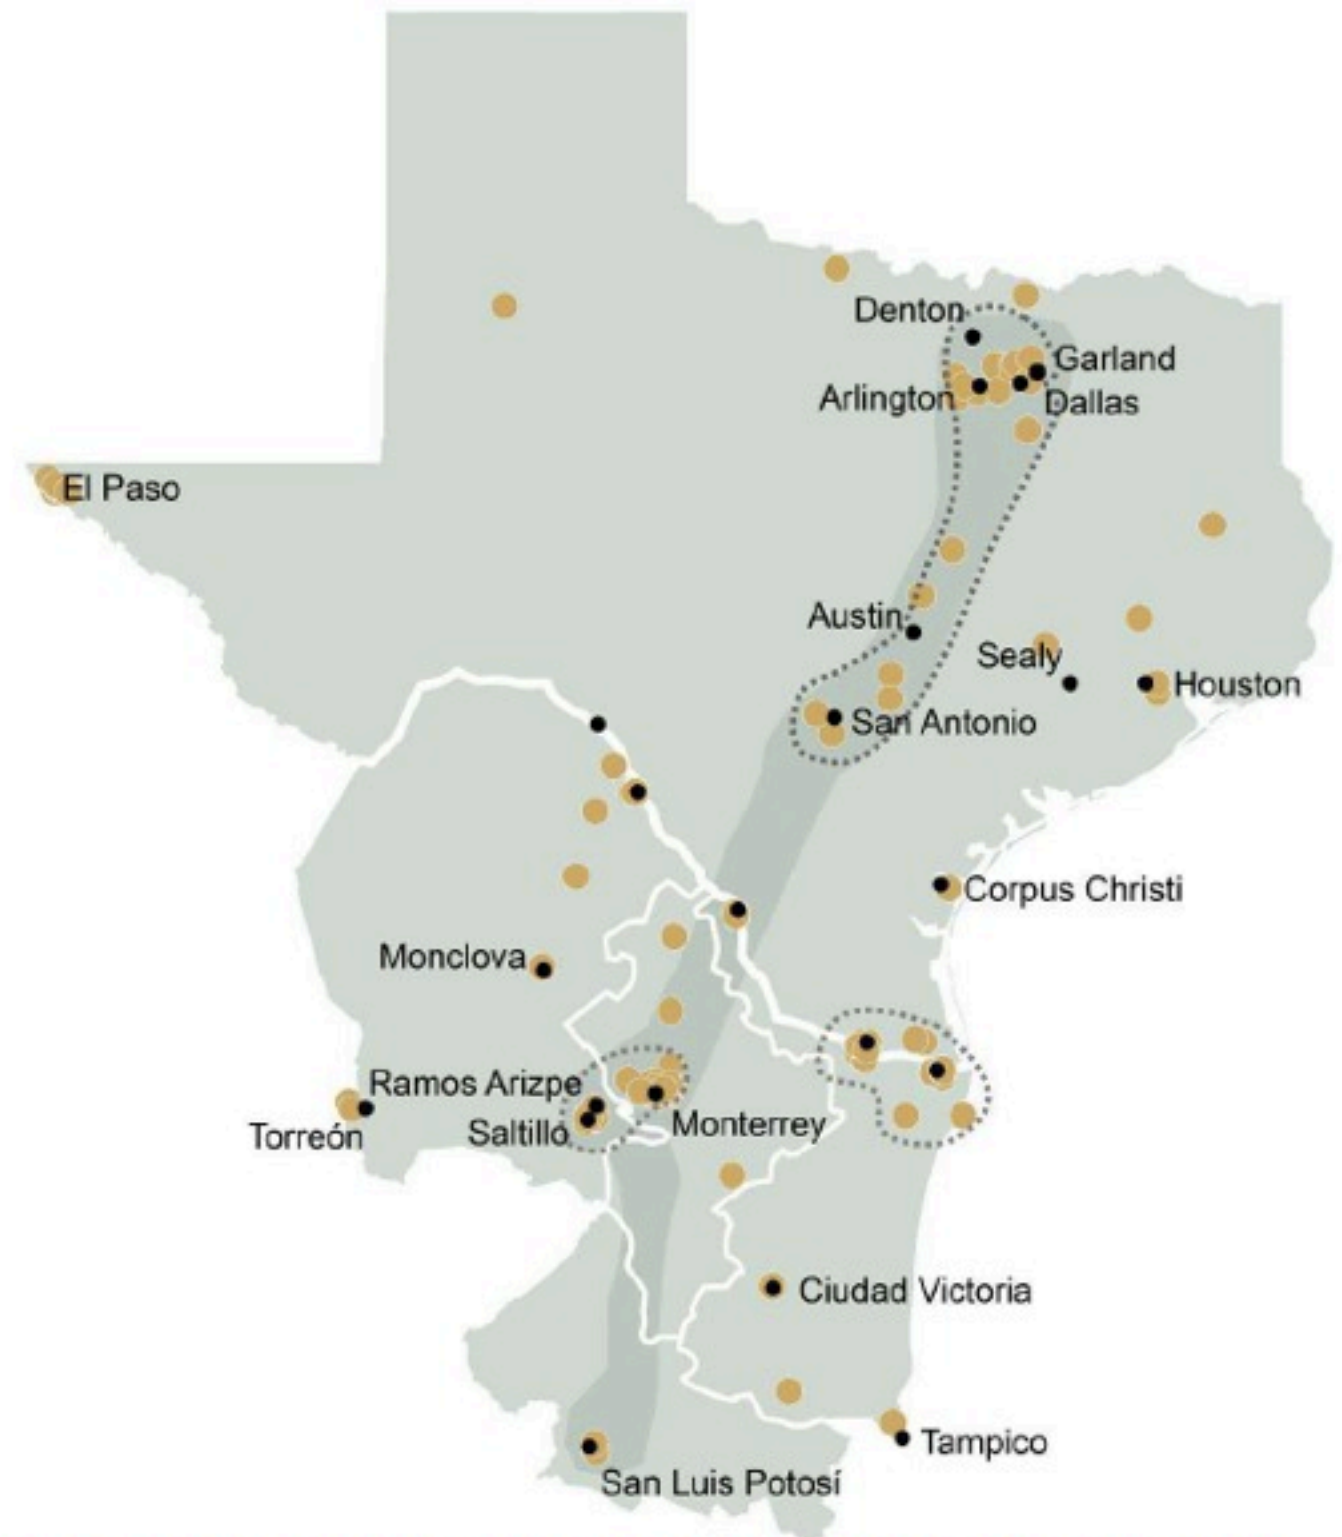 Denton
Garland
Arlington
Dallas
El Paso
Austin
Sealy
Houston
San Antonio
Corpus Christi
Monclova
Ramos Arizpe
Torreón
Saltillo
Monterrey
Ciudad Victoria
Tampico
San Luis Potosí